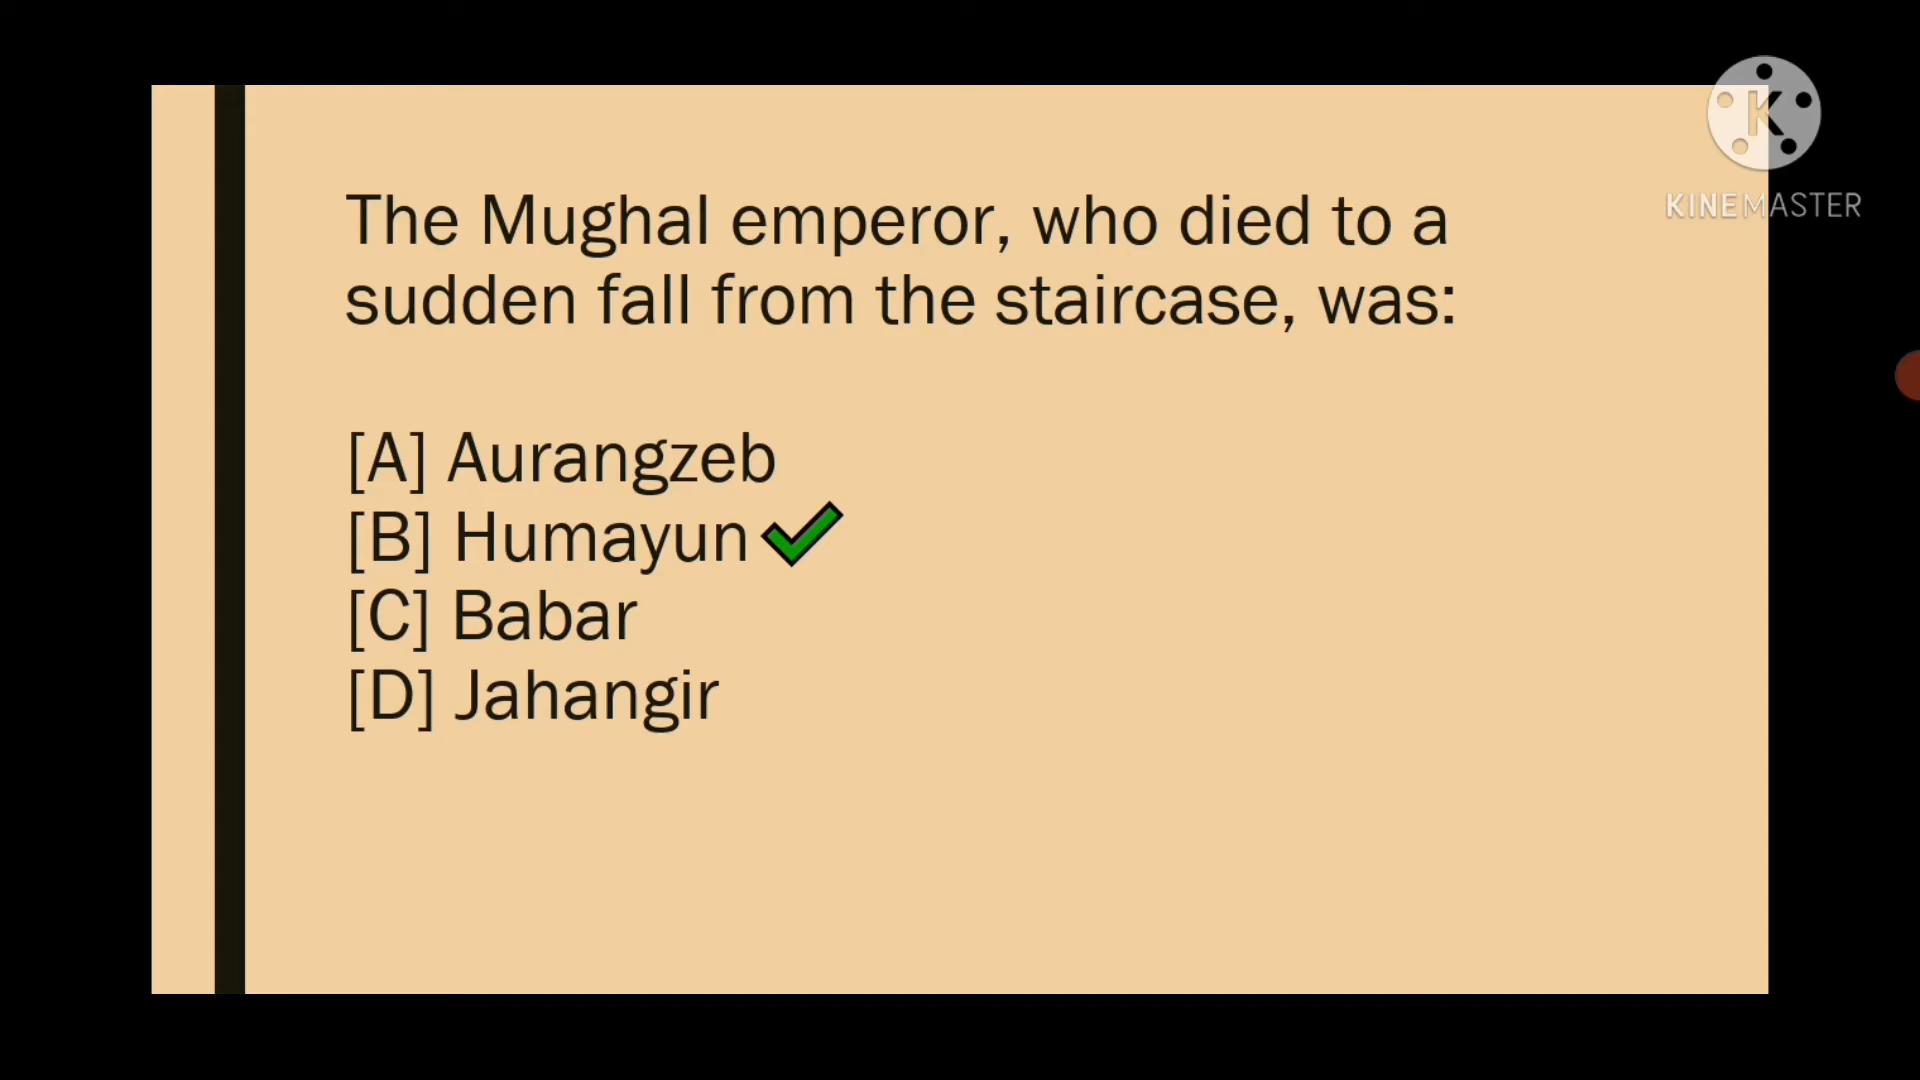 The Mughal emperor, who died to a
sudden fall from the staircase, was:
[A] Aurangzeb
[B] Humayun
[C] Babar
[D] Jahangir
K
KINEMASTER